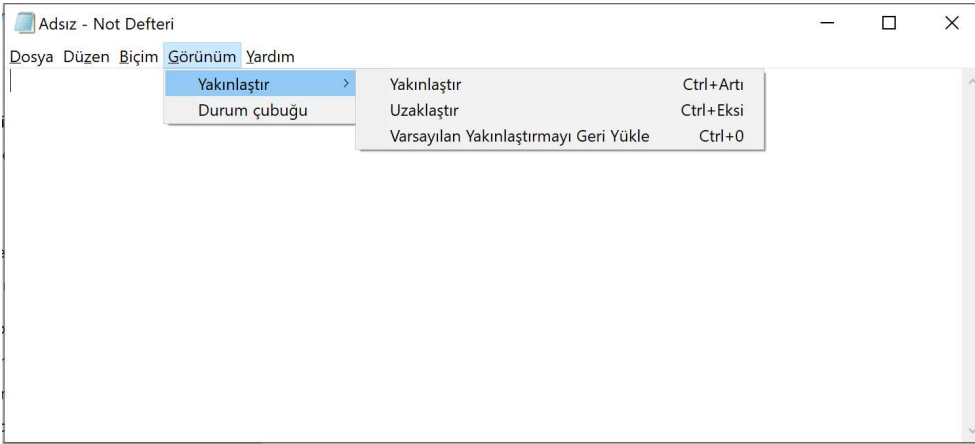 Adsız - Not Defteri
Dosya Düzen Biçim Görünüm Yardım
Yakınlaştır
Durum çubuğu
Yakınlaştır Ctrl+Artı
Uzaklaştır Ctrl+Eksi
Varsayılan Yakınlaştırmayı Geri Yükle Ctrl+0